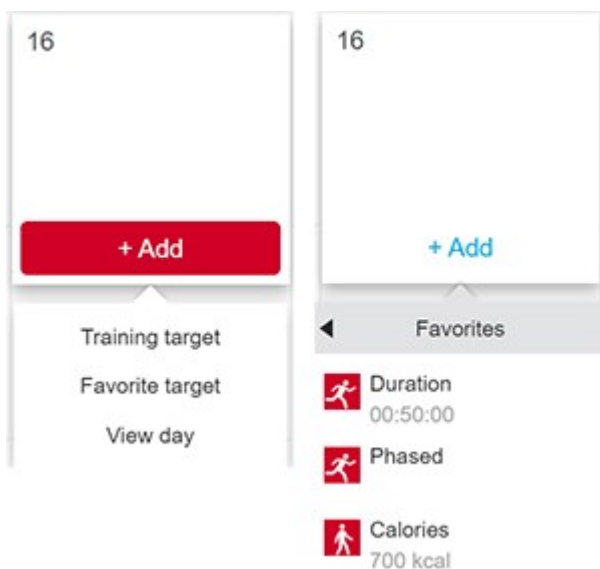 16
+ Add
Training target
Favorite target
View day
16
+ Add
Favorites
Duration
00:50:00
Phased
Calories
700 kcal